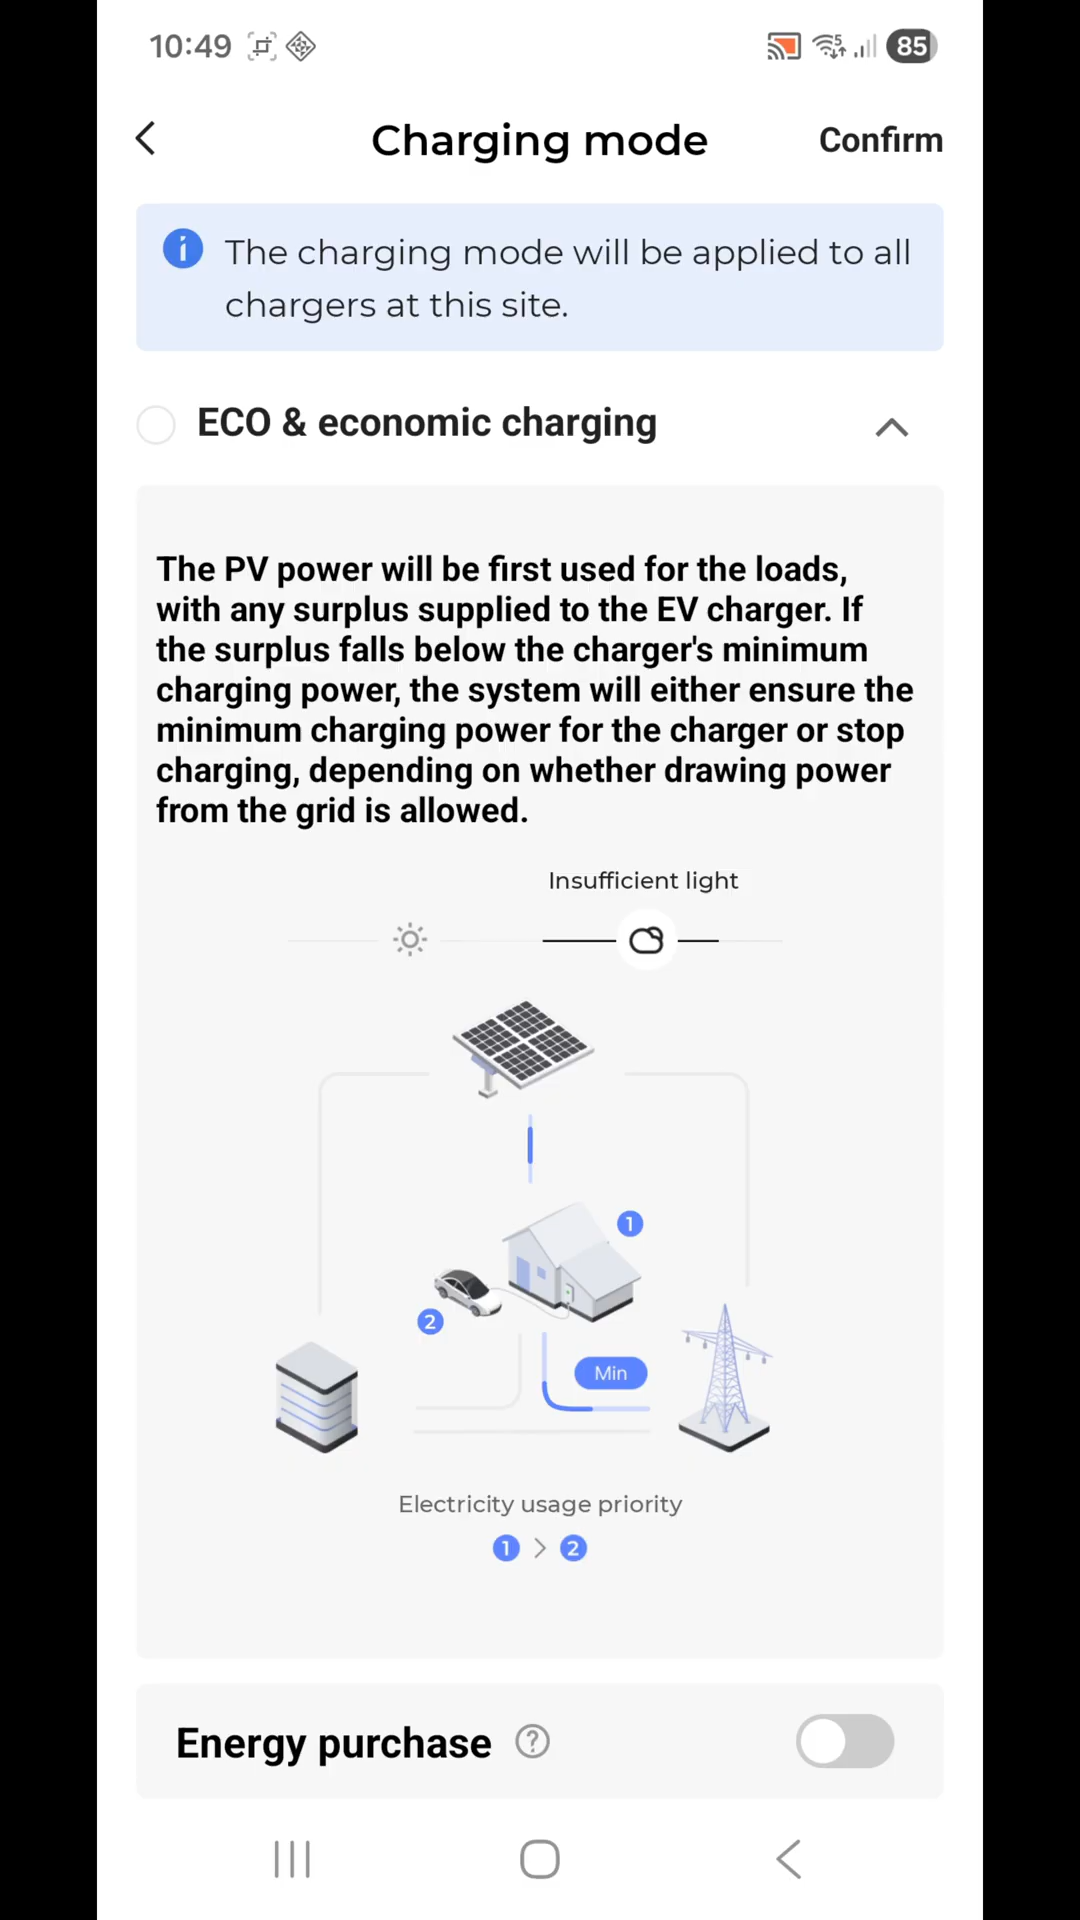 10:49
5
85
Charging mode
Confirm
The charging mode will be applied to all
chargers at this site.
ECO & economic charging
The PV power will be first used for the loads,
with any surplus supplied to the EV charger. If
the surplus falls below the charger's minimum
charging power, the system will either ensure the
minimum charging power for the charger or stop
charging, depending on whether drawing power
from the grid is allowed.
Insufficient light
1
2
Min
Electricity usage priority
1 > 2
Energy purchase ?